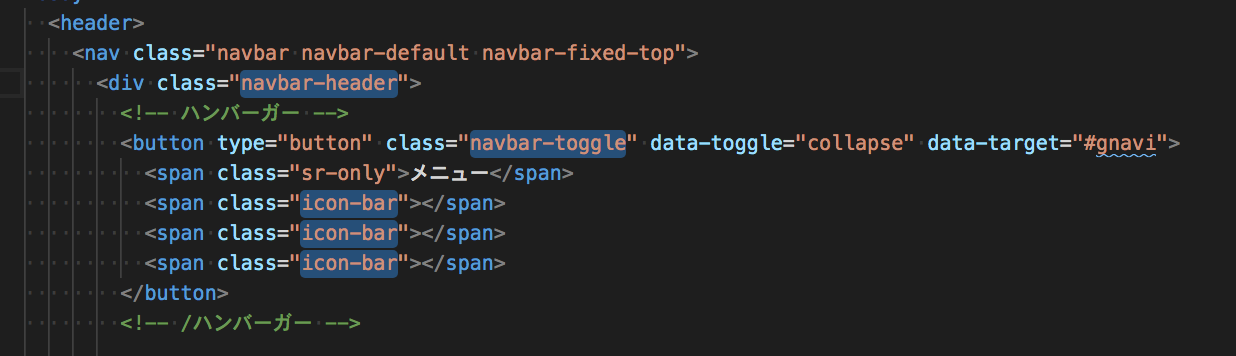 <header>
<nav class="navbar navbar-default navbar-fixed-top">
<div class="navbar-header">
<!-- ハンバーガー -->
<button type="button" class="navbar-toggle" data-toggle="collapse" data-target="#gnavi">
<span class="sr-only">メニュー</span>
<span class="icon-bar"></span>
<span class="icon-bar"></span>
<span class="icon-bar"></span>
</button>
<!-- /ハンバーガー -->